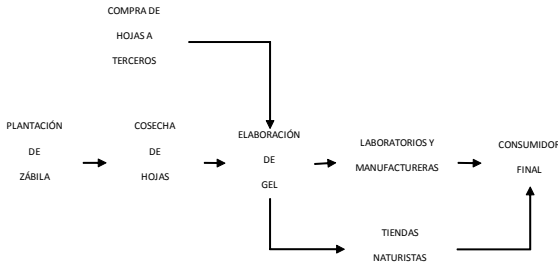 COMPRA DE
HOJAS A
TERCEROS
PLANTACIÓN
DE
ZÁBILA
COSECHA
DE
HOJAS
ELABORACIÓN
DE
GEL
LABORATORIOS Y
MANUFACTURERAS
CONSUMIDOR
FINAL
TIENDAS
NATURISTAS